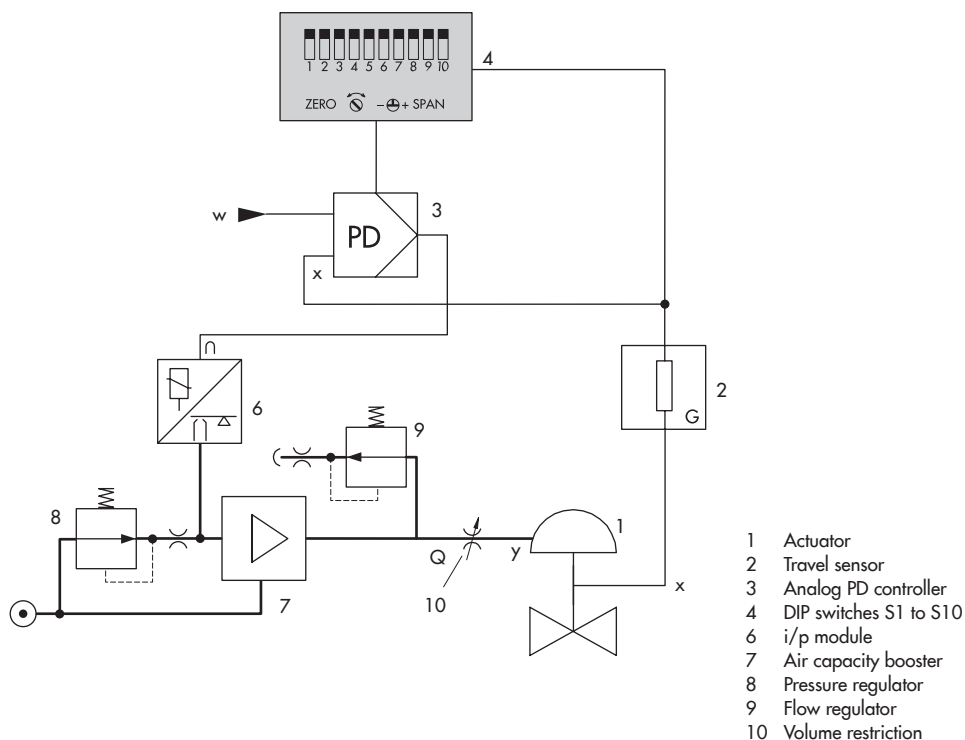 1 2 3 4 5 6 7 8 9 10
ZERO - + SPAN
4
3
w
PD
x
2
G
6
9
8
1
Q
y
7
10
x
1 Actuator
2 Travel sensor
3 Analog PD controller
4 DIP switches S1 to S10
6 i/p module
7 Air capacity booster
8 Pressure regulator
9 Flow regulator
10 Volume restriction